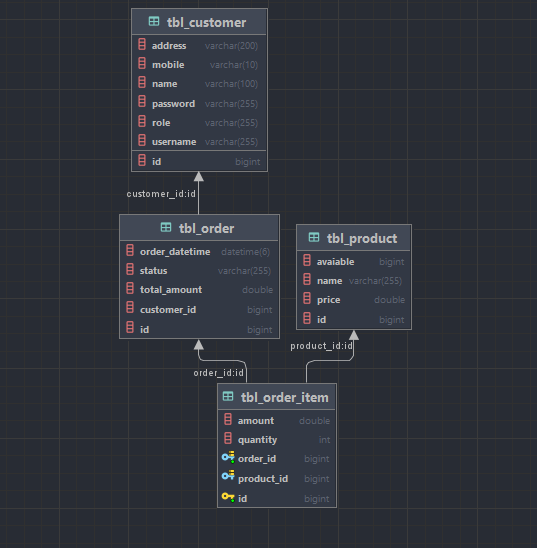 tbl_customer
address varchar(200)
mobile varchar(10)
name varchar(100)
password varchar(255)
role varchar(255)
username varchar(255)
id bigint
customer_id:id
tbl_order
order_datetime datetime(6)
status varchar(255)
total_amount double
customer_id bigint
id bigint
tbl_product
avaiable bigint
name varchar(255)
price double
id bigint
order_id:id
product_id:id
tbl_order_item
amount double
quantity int
order_id bigint
product_id bigint
id bigint